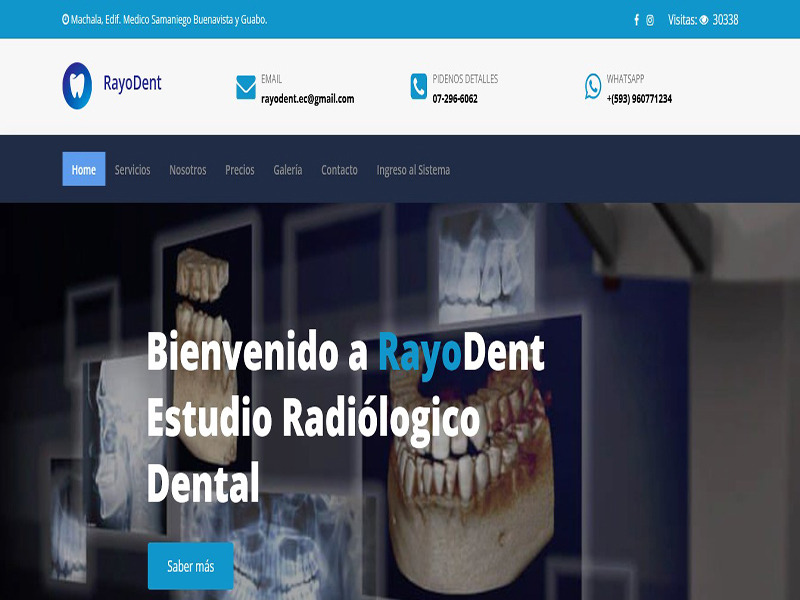 Machala, Edif. Medico Samaniego Buenavista y Guabo.
Visitas: 30338
RayoDent
EMAIL
rayodent.ec@gmail.com
PIDENOS DETALLES
07-296-6062
WHATSAPP
+(593) 960771234
Home Servicios Nosotros Precios Galería Contacto Ingreso al Sistema
Bienvenido a RayoDent
Estudio Radiólogico
Dental
Saber más